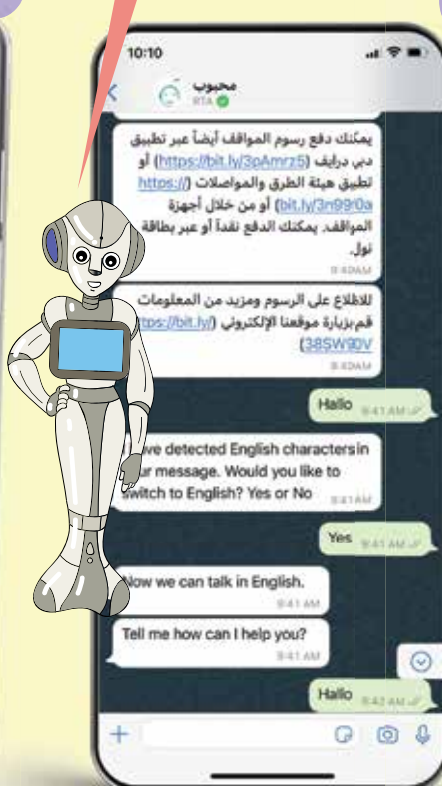 10:10
محبوب
RTA
يمكنك دفع رسوم المواقف أيضاً عبر تطبيق
دبي درايف (https://bit.ly/3pAmrz5) أو
تطبيق هيئة الطرق والمواصلات (https://
bit.ly/3n99r0a) أو من خلال أجهزة
المواقف. يمكنك الدفع نقداً أو عبر بطاقة
نول.
9:40AM
للاطلاع على الرسوم ومزيد من المعلومات
قم بزيارة موقعنا الإلكتروني (tps://bit.ly/
(38SW90V
9:40AM
Hallo 9:41 AM
ve detected English characters in
ur message. Would you like to
switch to English? Yes or No 9:41 AM
Yes 9:41 AM
Now we can talk in English.
9:41 AM
Tell me how can I help you?
9:41 AM
Hallo 9:42 AM